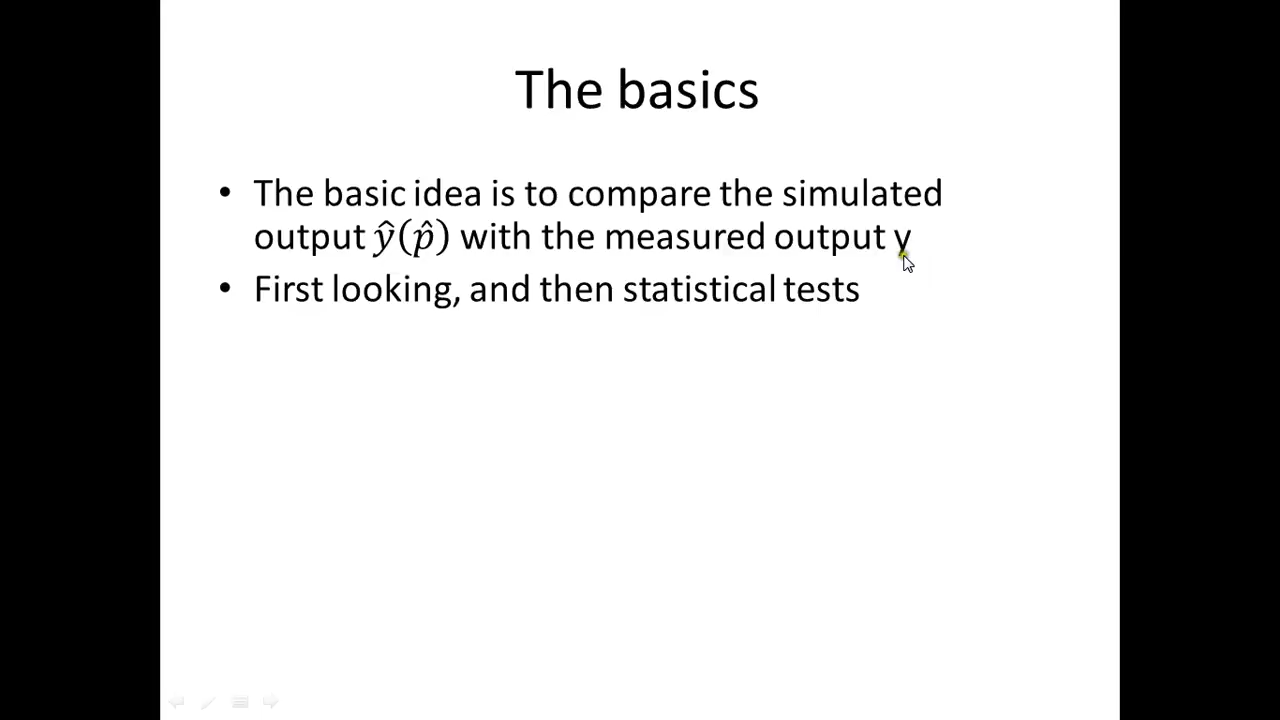 The basics
• The basic idea is to compare the simulated
output ŷ(p̂) with the measured output y
• First looking, and then statistical tests